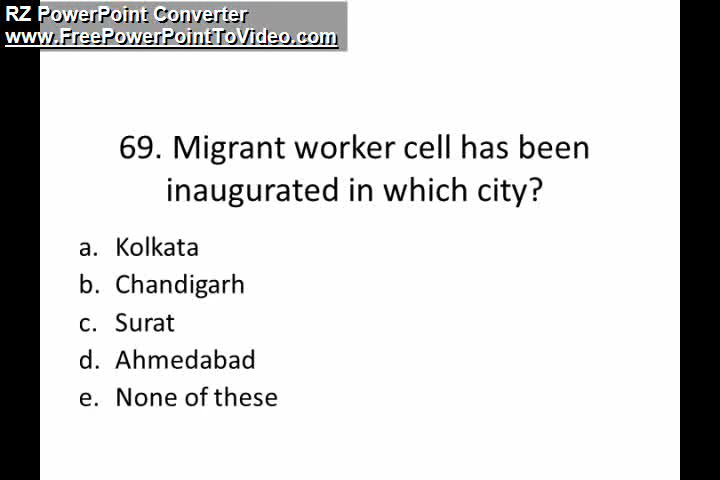 RZ PowerPoint Converter
www.FreePowerPointToVideo.com
69. Migrant worker cell has been
inaugurated in which city?
a. Kolkata
b. Chandigarh
c. Surat
d. Ahmedabad
e. None of these